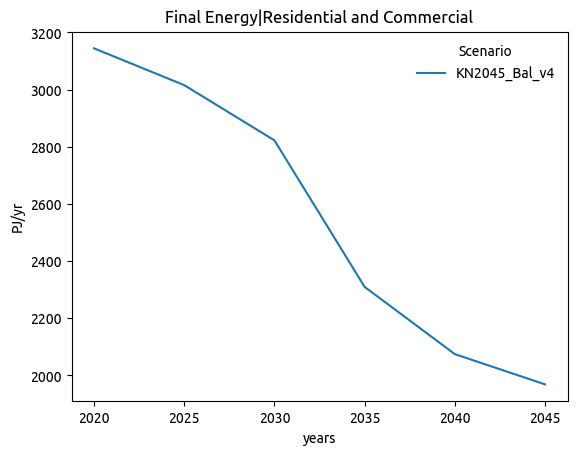 Final Energy|Residential and Commercial
3200
3000
2800
2600
2400
2200
2000
PJ/yr
Scenario
KN2045_Bal_v4
2020 2025 2030 2035 2040 2045
years